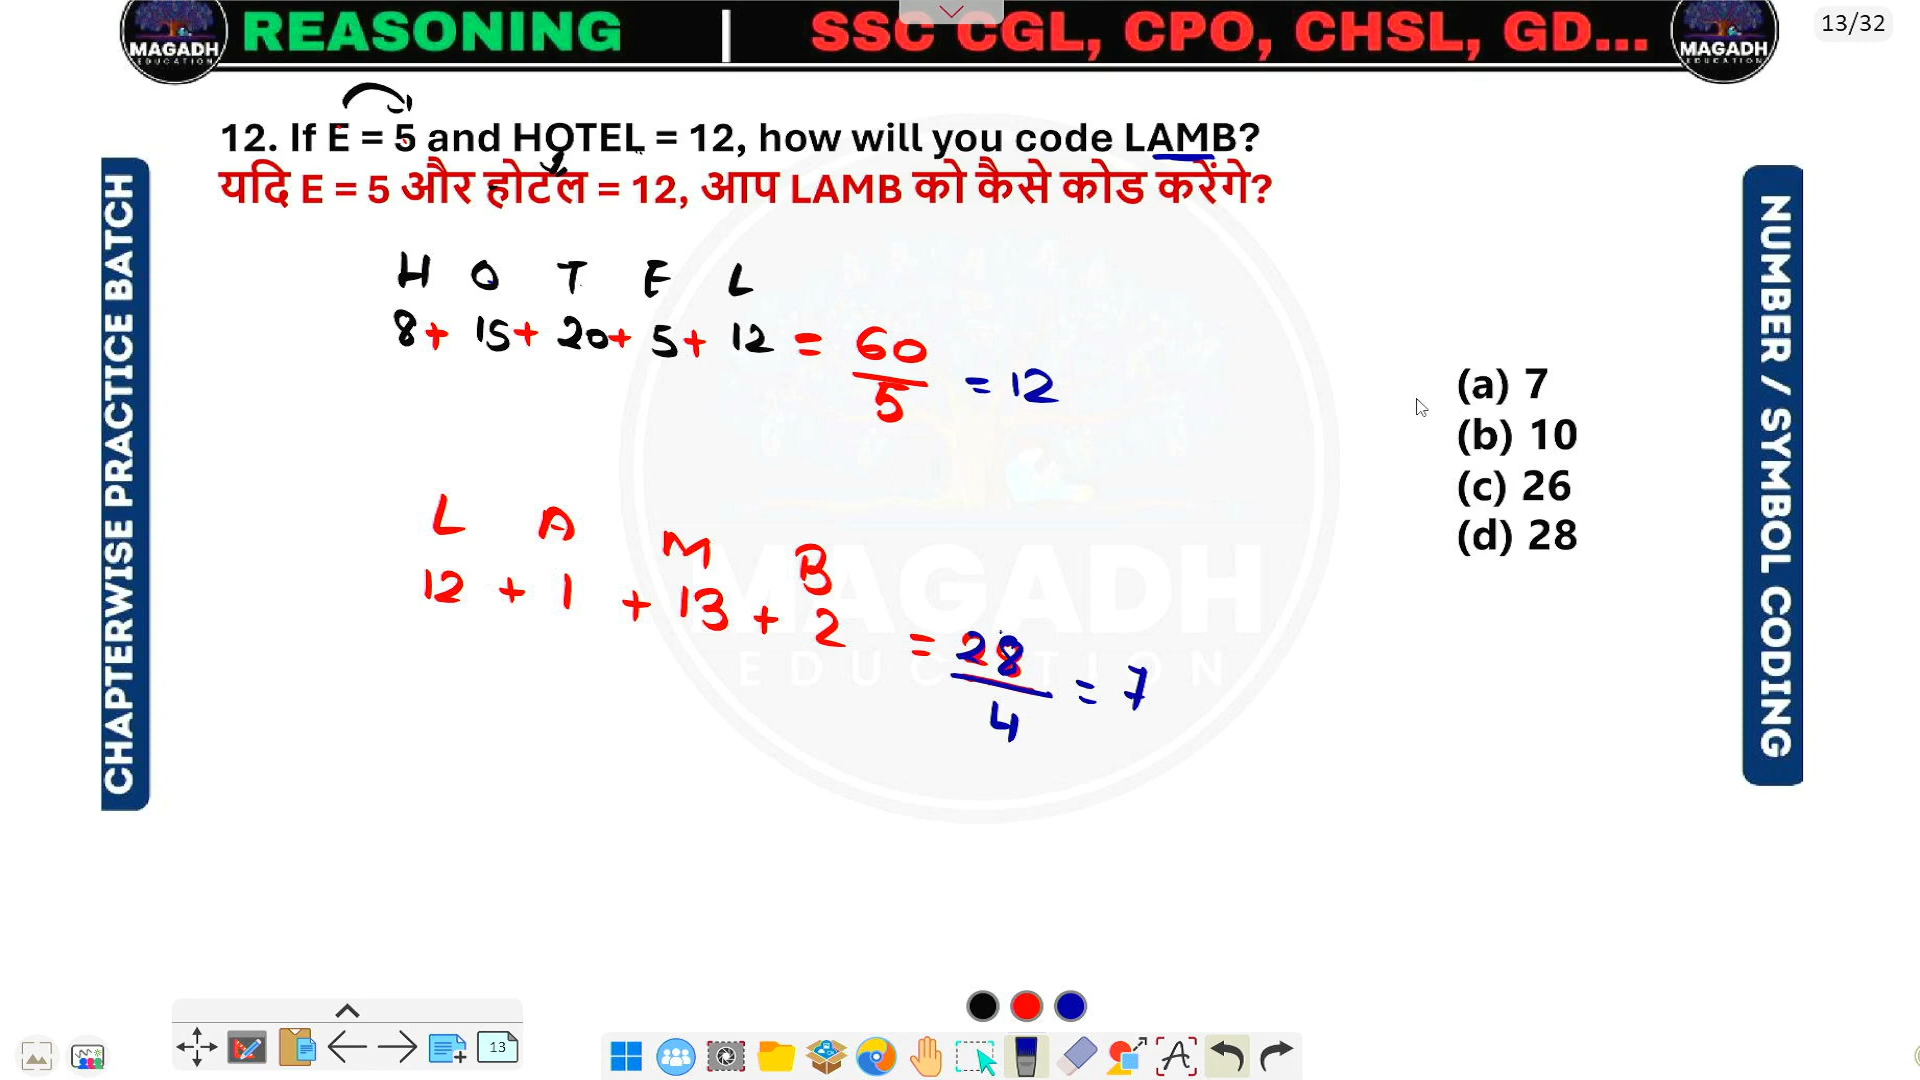 MAGADH
EDUCATION
REASONING | SSC CGL, CPO, CHSL, GD...
MAGADH
EDUCATION
13/32
12. If E = 5 and HOTEL = 12, how will you code LAMB?
यदि E = 5 और होटल = 12, आप LAMB को कैसे कोड करेंगे?
CHAPTERWISE PRACTICE BATCH
H O T E L
8 + 15 + 20 + 5 + 12 = 60/5 = 12
L A M B
12 + 1 + 13 + 2 = 28/4 = 7
MAGADH
EDUCATION
(a) 7
(b) 10
(c) 26
(d) 28
NUMBER / SYMBOL CODING
13